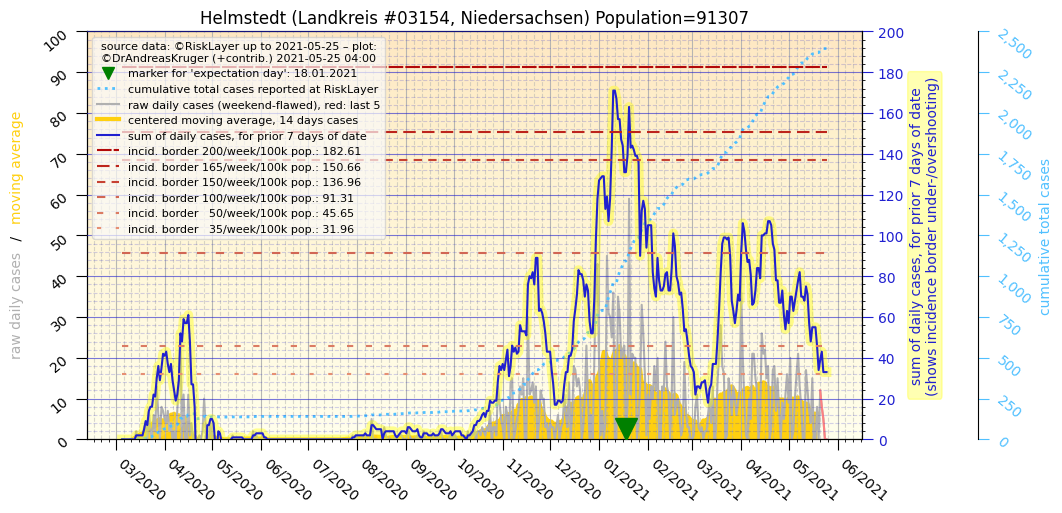 Helmstedt (Landkreis #03154, Niedersachsen) Population=91307
source data: ©RiskLayer up to 2021-05-25 – plot:
©DrAndreasKruger (+contrib.) 2021-05-25 04:00
marker for 'expectation day': 18.01.2021
cumulative total cases reported at RiskLayer
raw daily cases (weekend-flawed), red: last 5
centered moving average, 14 days cases
sum of daily cases, for prior 7 days of date
incid. border 200/week/100k pop.: 182.61
incid. border 165/week/100k pop.: 150.66
incid. border 150/week/100k pop.: 136.96
incid. border 100/week/100k pop.: 91.31
incid. border 50/week/100k pop.: 45.65
incid. border 35/week/100k pop.: 31.96
raw daily cases / moving average
100
90
80
70
60
50
40
30
20
10
0
03/2020
04/2020
05/2020
06/2020
07/2020
08/2020
09/2020
10/2020
11/2020
12/2020
01/2021
02/2021
03/2021
04/2021
05/2021
06/2021
200
180
160
140
120
100
80
60
40
20
0
sum of daily cases, for prior 7 days of date
(shows incidence border under-/overshooting)
2,500
2,250
2,000
1,750
1,500
1,250
1,000
750
500
250
0
cumulative total cases